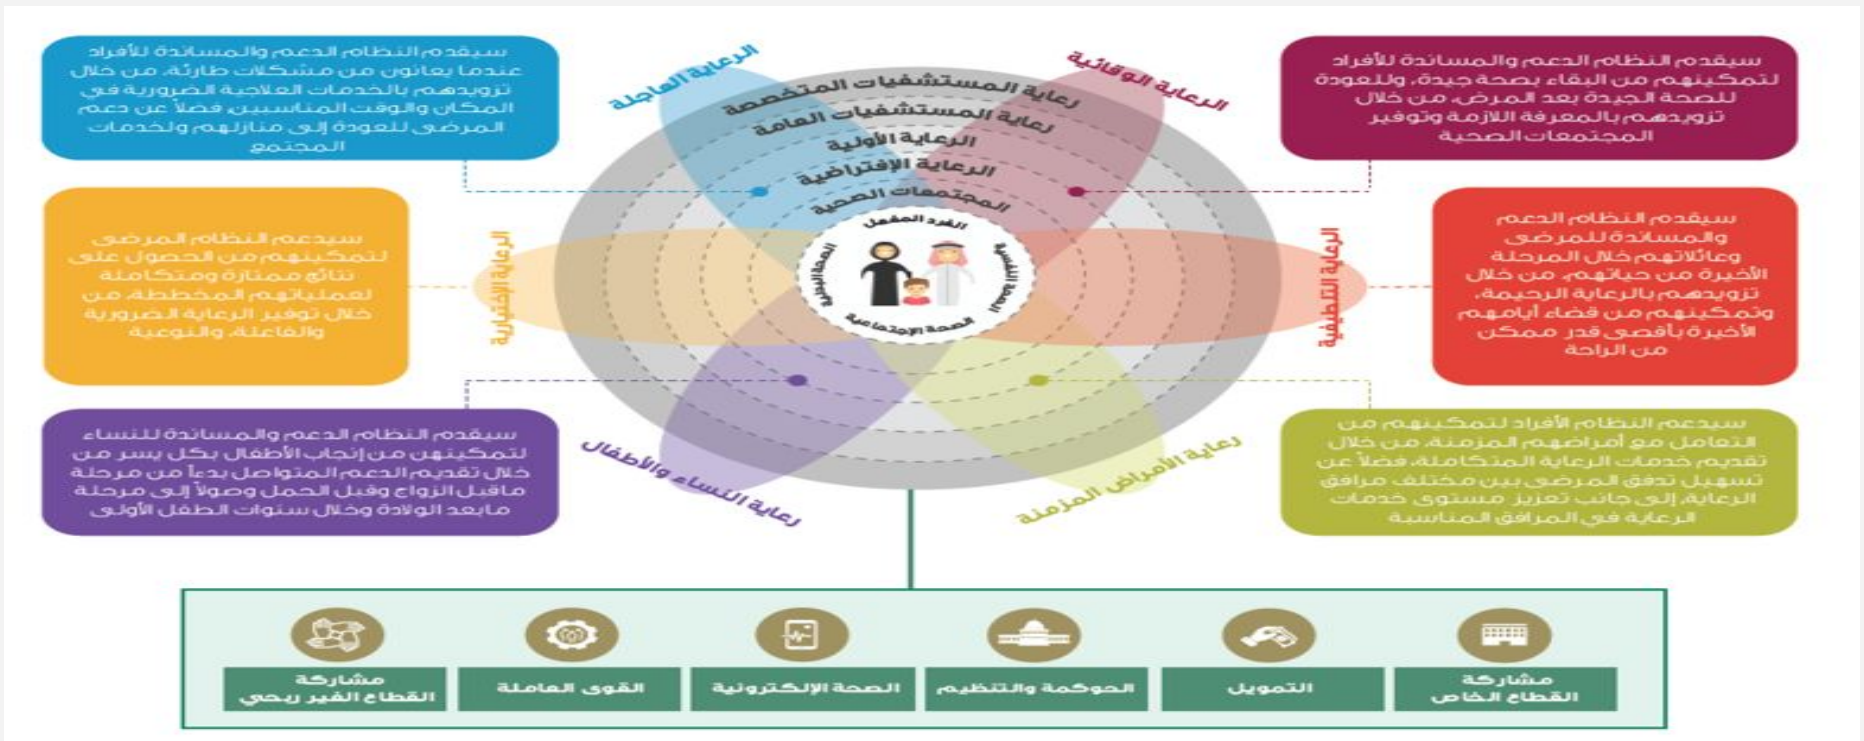 الرعاية الوقائية
سيقدم النظام الدعم والمساندة للأفراد
لتمكينهم من البقاء بصحة جيدة، وللعودة
للصحة الجيدة بعد المرض، من خلال
تزويدهم بالمعرفة اللازمة وتوفير
المجتمعات الصحية
الرعاية العاجلة
سيقدم النظام الدعم والمساندة للأفراد
عندما يعانون من مشكلات طارئة، من خلال
تزويدهم بالخدمات العلاجية الضرورية في
المكان والوقت المناسبين، فضلاً عن دعم
المرضى للعودة إلى منازلهم ولخدمات
المجتمع
رعاية المستشفيات المتخصصة
رعاية المستشفيات العامة
الرعاية الأولية
الرعاية الإفتراضية
المجتمعات الصحية
الفرد المفعل
الصحة النفسية
الصحة البدنية
الصحة الإجتماعية
الرعاية التلطيفية
سيقدم النظام الدعم
والمساندة للمرضى
وعائلاتهم خلال المرحلة
الأخيرة من حياتهم، من خلال
تزويدهم بالرعاية الرحيمة،
وتمكينهم من قضاء أيامهم
الأخيرة بأقصى قدر ممكن
من الراحة
الرعاية الإختيارية
سيدعم النظام المرضى
لتمكينهم من الحصول على
نتائج ممتازة ومتكاملة
لعملياتهم المخططة، من
خلال توفير الرعاية الضرورية
والفاعلة، والنوعية
رعاية الأمراض المزمنة
سيدعم النظام الأفراد لتمكينهم من
التعامل مع أمراضهم المزمنة، من خلال
تقديم خدمات الرعاية المتكاملة، فضلاً عن
تسهيل تدفق المرضى بين مختلف مرافق
الرعاية، إلى جانب تعزيز مستوى خدمات
الرعاية في المرافق المناسبة
رعاية النساء والأطفال
سيقدم النظام الدعم والمساندة للنساء
لتمكينهن من إنجاب الأطفال بكل يسر من
خلال تقديم الدعم المتواصل بدءاً من مرحلة
ماقبل الزواج وقبل الحمل وصولاً إلى مرحلة
مابعد الولادة وخلال سنوات الطفل الأولى
مشاركة
القطاع الخاص
التمويل
الحوكمة والتنظيم
الصحة الإلكترونية
القوى العاملة
مشاركة
القطاع الغير ربحي